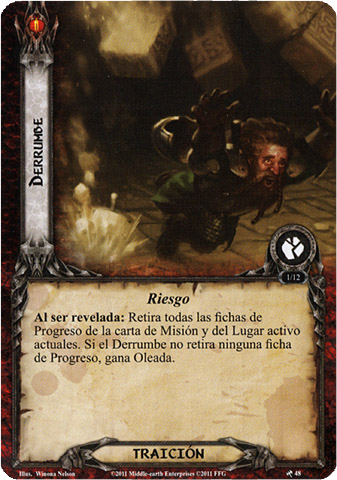 DERRUMBE
1/12
Riesgo
Al ser revelada: Retira todas las fichas de
Progreso de la carta de Misión y del Lugar activo
actuales. Si el Derrumbe no retira ninguna ficha
de Progreso, gana Oleada.
TRAICIÓN
Illus. Winona Nelson
©2011 Middle-earth Enterprises ©2011 FFG
48